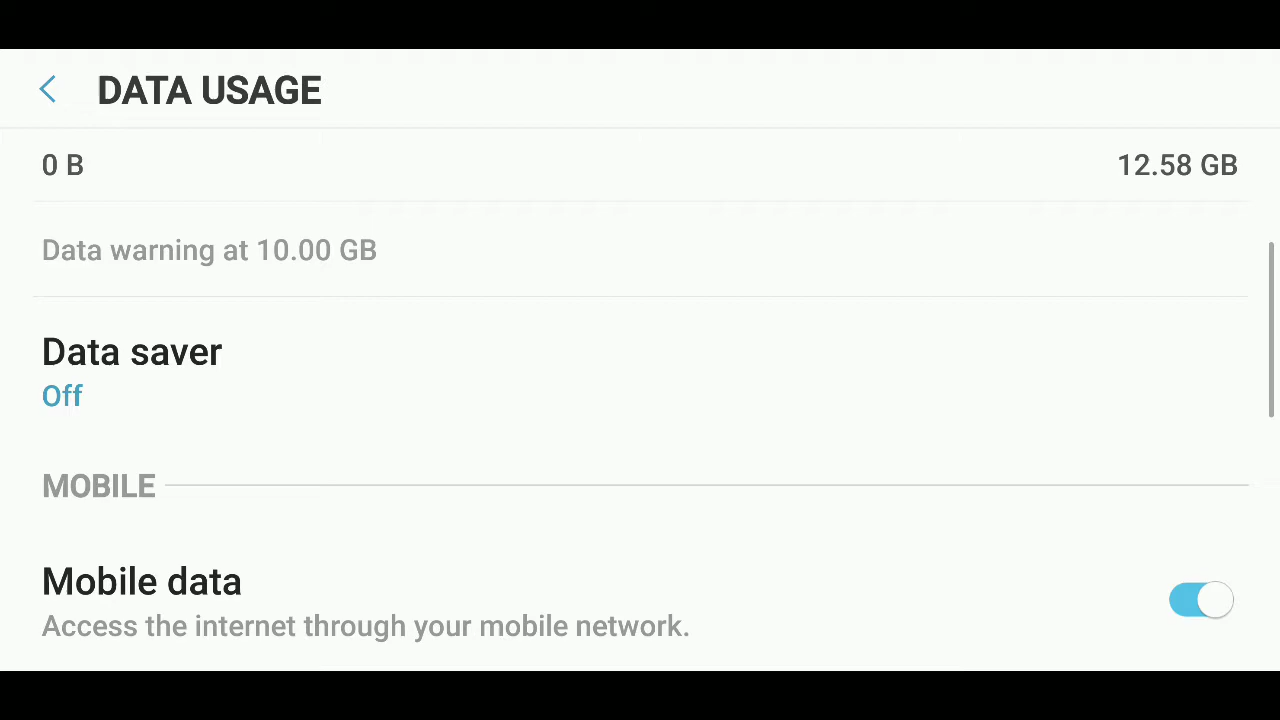 DATA USAGE
0 B 12.58 GB
Data warning at 10.00 GB
Data saver
Off
MOBILE
Mobile data
Access the internet through your mobile network.